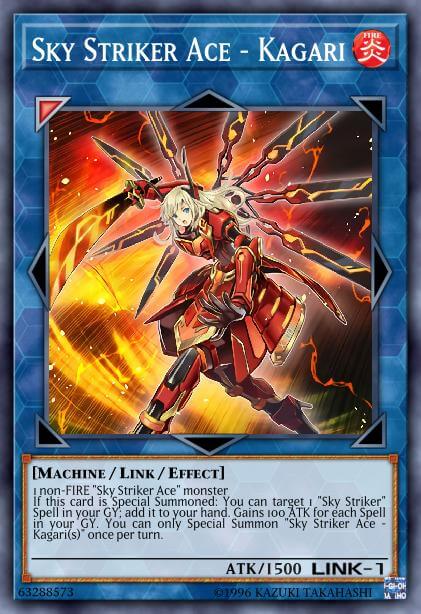 Sky Striker Ace - Kagari
FIRE
炎
[Machine / Link / Effect]
1 non-FIRE "Sky Striker Ace" monster
If this card is Special Summoned: You can target 1 "Sky Striker"
Spell in your GY; add it to your hand. Gains 100 ATK for each Spell
in your GY. You can only Special Summon "Sky Striker Ace -
Kagari(s)" once per turn.
ATK/1500 LINK-1
63288573
©1996 KAZUKI TAKAHASHI